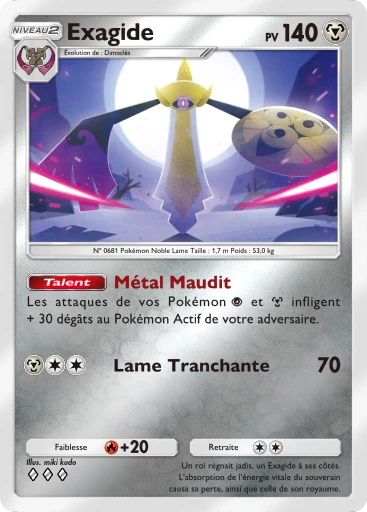 NIVEAU2 Exagide PV 140
Évolution de : Dimoclès
N° 0681 Pokémon Noble Lame Taille : 1,7 m Poids : 53,0 kg
Talent Métal Maudit
Les attaques de vos Pokémon et infligent
+ 30 dégâts au Pokémon Actif de votre adversaire.
Lame Tranchante 70
Faiblesse +20 Retraite
Illus. miki kudo
Un roi régnait jadis, un Exagide à ses côtés.
L'absorption de l'énergie vitale du souverain
causa sa perte, ainsi que celle de son royaume.